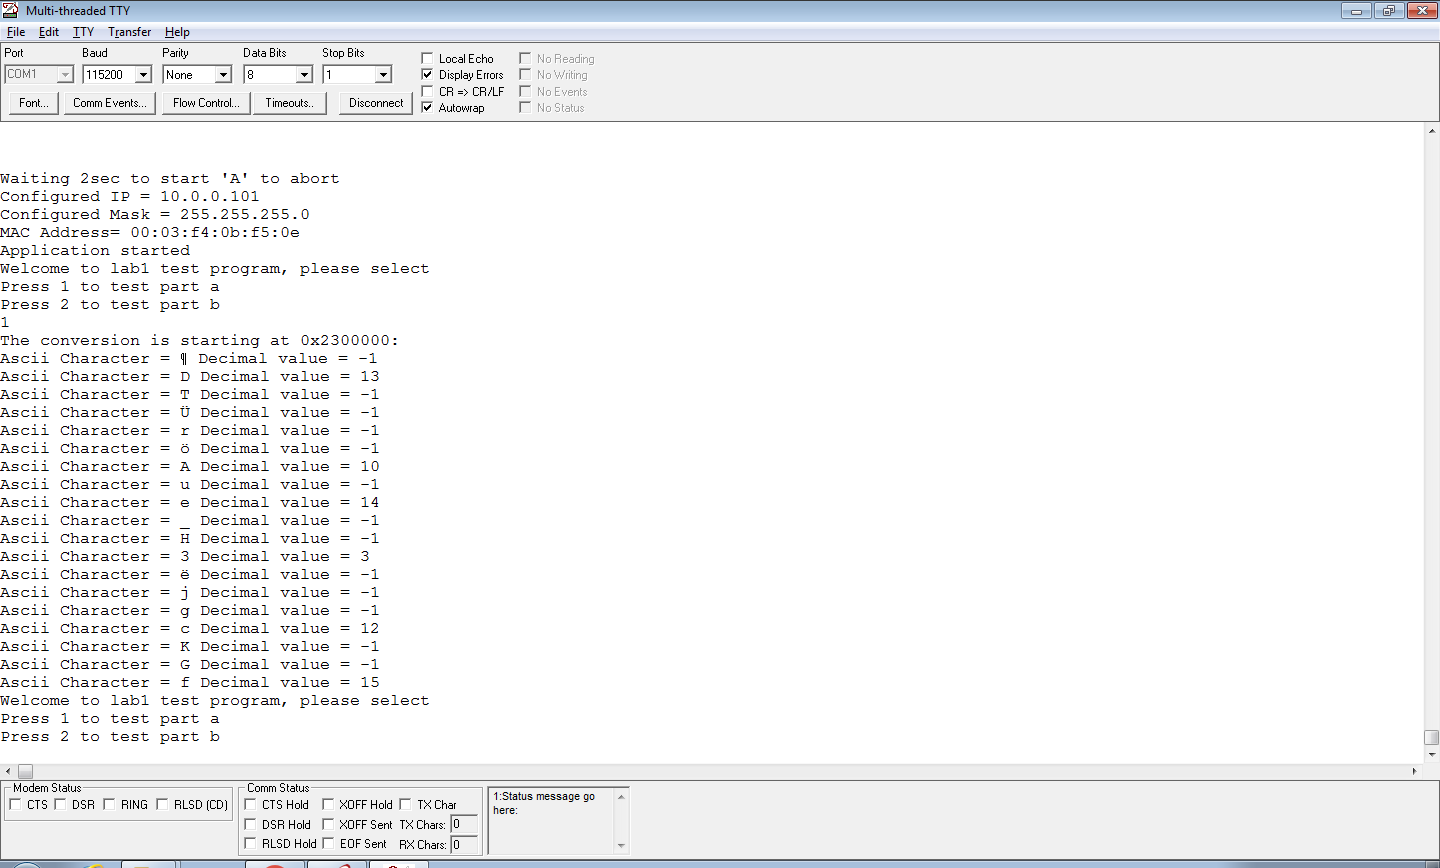 Multi-threaded TTY
File Edit TTY Transfer Help
Port Baud Parity Data Bits Stop Bits
COM1 115200 None 8 1
Local Echo No Reading
Display Errors No Writing
CR => CR/LF No Events
Autowrap No Status
Font... Comm Events... Flow Control... Timeouts.. Disconnect
Waiting 2sec to start 'A' to abort
Configured IP = 10.0.0.101
Configured Mask = 255.255.255.0
MAC Address= 00:03:f4:0b:f5:0e
Application started
Welcome to lab1 test program, please select
Press 1 to test part a
Press 2 to test part b
1
The conversion is starting at 0x2300000:
Ascii Character = ¶ Decimal value = -1
Ascii Character = D Decimal value = 13
Ascii Character = T Decimal value = -1
Ascii Character = Ü Decimal value = -1
Ascii Character = r Decimal value = -1
Ascii Character = ö Decimal value = -1
Ascii Character = A Decimal value = 10
Ascii Character = u Decimal value = -1
Ascii Character = e Decimal value = 14
Ascii Character = _ Decimal value = -1
Ascii Character = H Decimal value = -1
Ascii Character = 3 Decimal value = 3
Ascii Character = ë Decimal value = -1
Ascii Character = j Decimal value = -1
Ascii Character = g Decimal value = -1
Ascii Character = c Decimal value = 12
Ascii Character = K Decimal value = -1
Ascii Character = G Decimal value = -1
Ascii Character = f Decimal value = 15
Welcome to lab1 test program, please select
Press 1 to test part a
Press 2 to test part b
Modem Status
CTS DSR RING RLSD (CD)
Comm Status
CTS Hold XOFF Hold TX Char
DSR Hold XOFF Sent TX Chars: 0
RLSD Hold EOF Sent RX Chars: 0
1:Status message go
here: